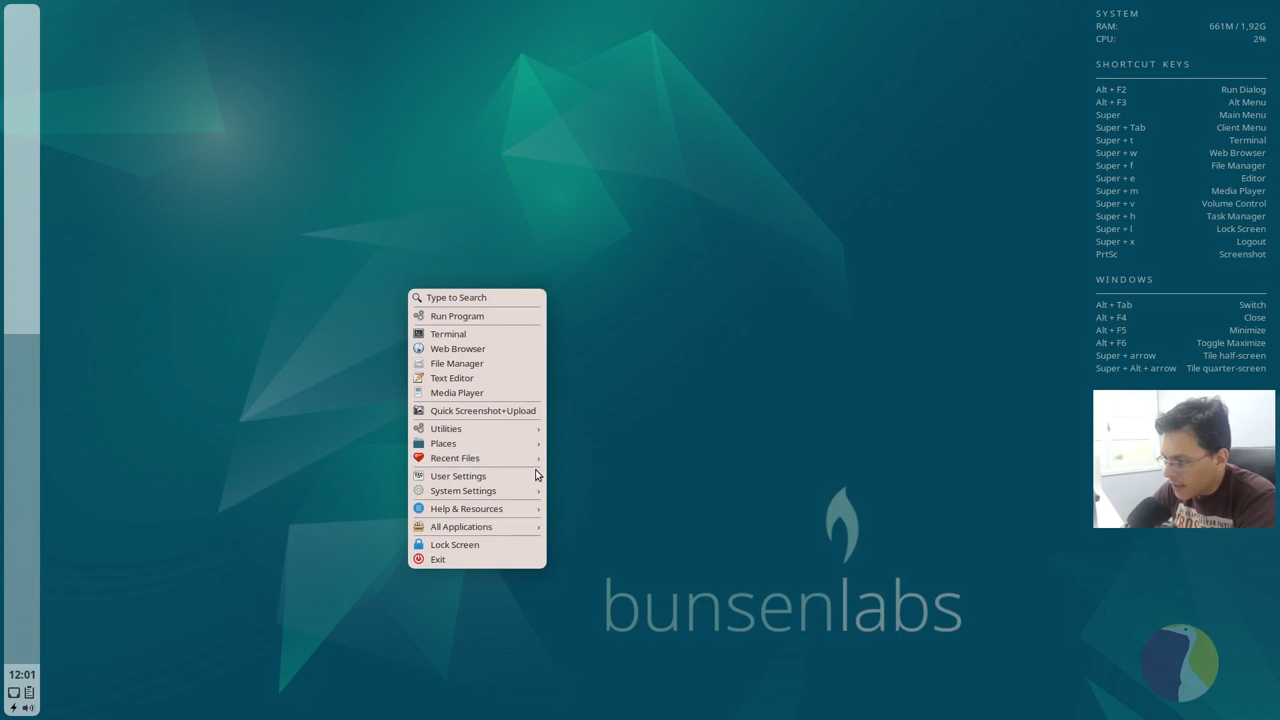 SYSTEM
RAM: 661M / 1,92G
CPU: 2%
SHORTCUT KEYS
Alt + F2 Run Dialog
Alt + F3 Alt Menu
Super Main Menu
Super + Tab Client Menu
Super + t Terminal
Super + w Web Browser
Super + f File Manager
Super + e Editor
Super + m Media Player
Super + v Volume Control
Super + h Task Manager
Super + l Lock Screen
Super + x Logout
PrtSc Screenshot
WINDOWS
Alt + Tab Switch
Alt + F4 Close
Alt + F5 Minimize
Alt + F6 Toggle Maximize
Super + arrow Tile half-screen
Super + Alt + arrow Tile quarter-screen
Type to Search
Run Program
Terminal
Web Browser
File Manager
Text Editor
Media Player
Quick Screenshot+Upload
Utilities
Places
Recent Files
User Settings
System Settings
Help & Resources
All Applications
Lock Screen
Exit
bunsenlabs
12:01